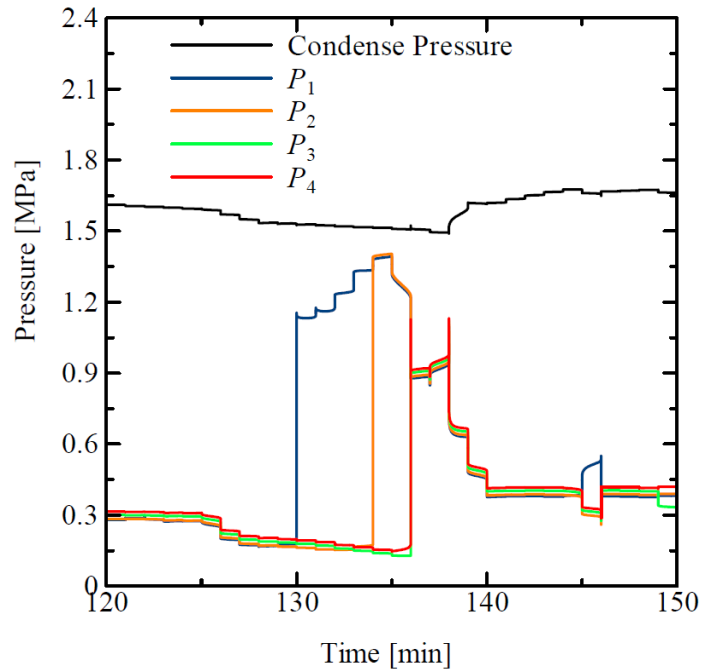 2.4
2.1
1.8
1.5
1.2
0.9
0.6
0.3
0
Pressure [MPa]
Condense Pressure
P₁
P₂
P₃
P₄
120 130 140 150
Time [min]